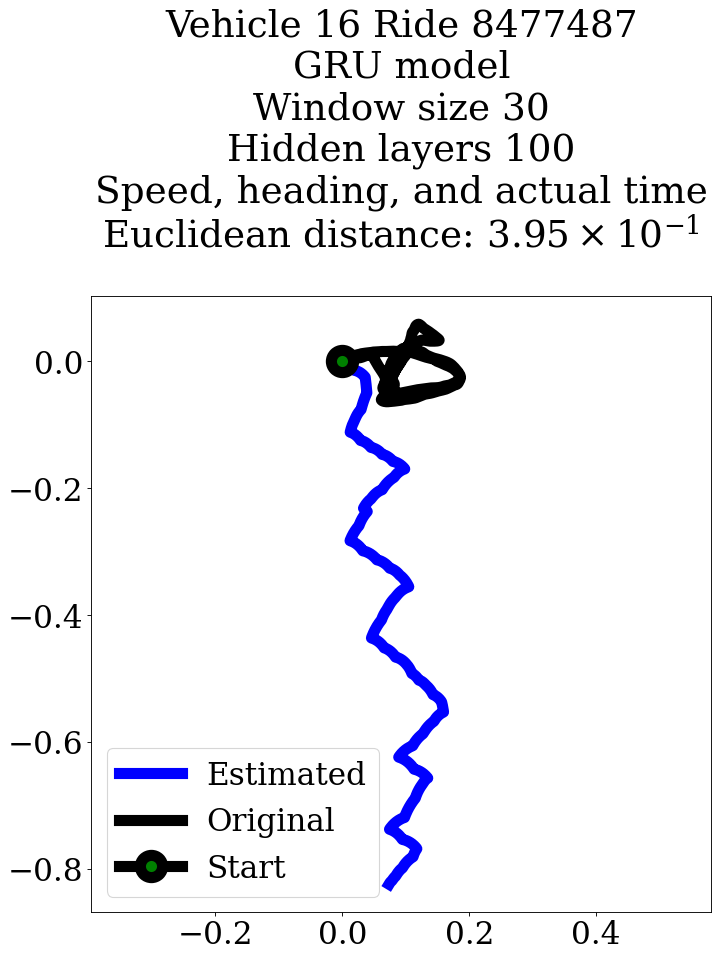 Vehicle 16 Ride 8477487
GRU model
Window size 30
Hidden layers 100
Speed, heading, and actual time
Euclidean distance: 3.95 × 10⁻¹
0.0
−0.2
−0.4
−0.6
−0.8
Estimated
Original
Start
−0.2 0.0 0.2 0.4